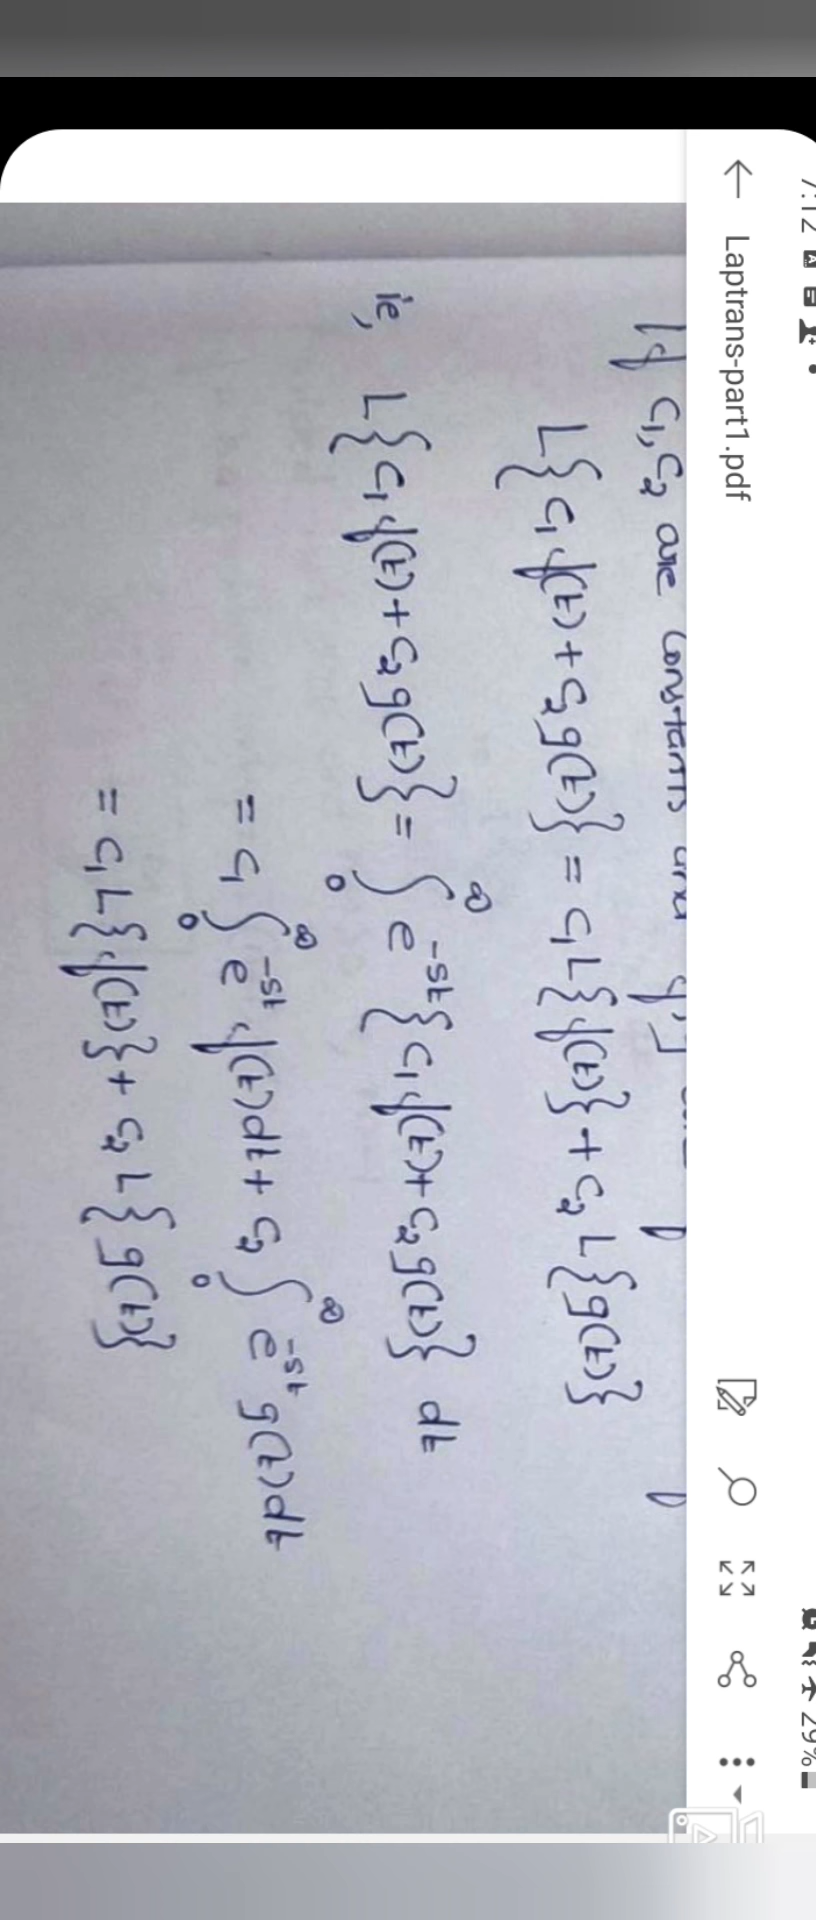 ← Laptrans-part1.pdf
If C₁, C₂ are constants and
L{C₁f(t) + C₂g(t)} = C₁L{f(t)} + C₂L{g(t)}
ie, L{C₁f(t) + C₂g(t)} = ∫₀^∞ e^-st {C₁f(t) + C₂g(t)} dt
= C₁ ∫₀^∞ e^-st f(t)dt + C₂ ∫₀^∞ e^-st g(t)dt
= C₁L{f(t)} + C₂L{g(t)}